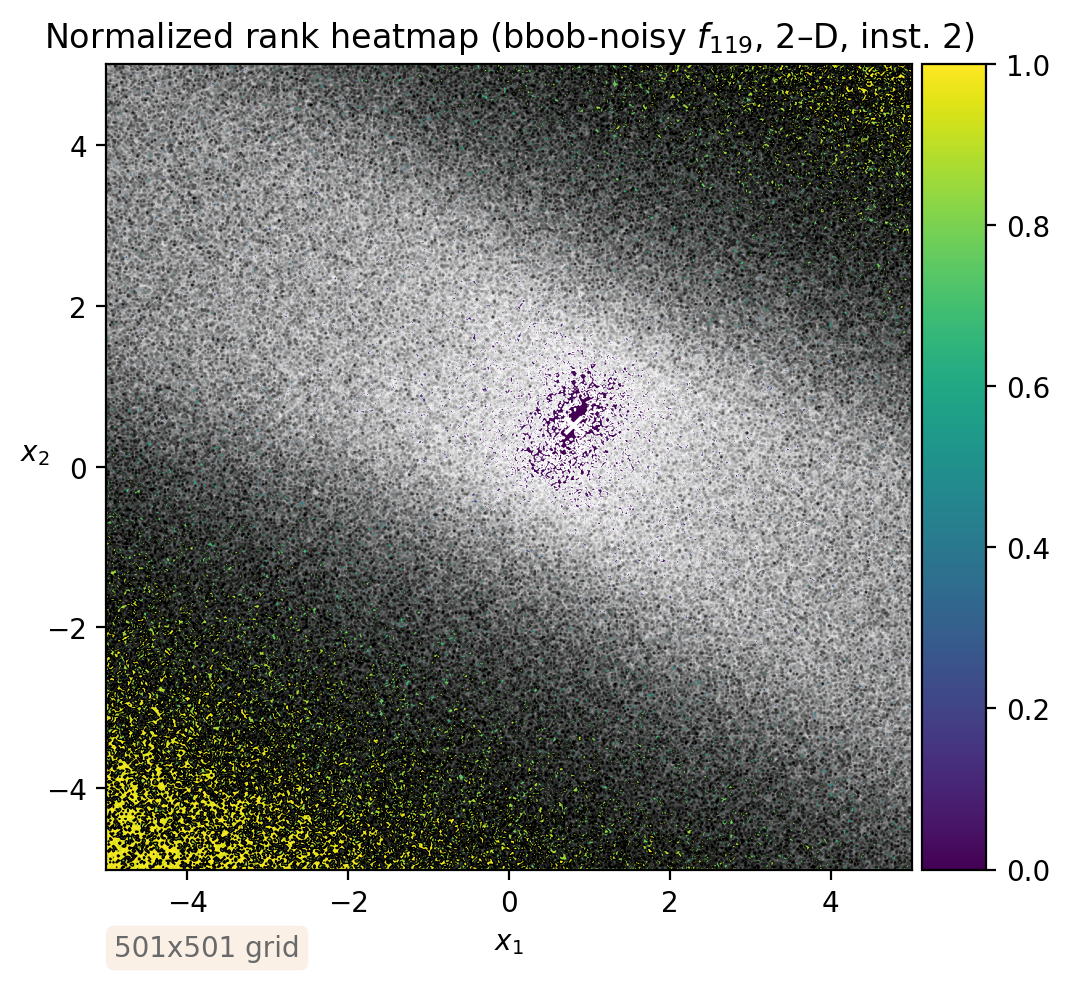 Normalized rank heatmap (bbob-noisy f₁₁₉, 2–D, inst. 2)
1.0
0.8
0.6
0.4
0.2
0.0
4
2
0
−2
−4
x₂
−4 −2 0 2 4
x₁
501x501 grid